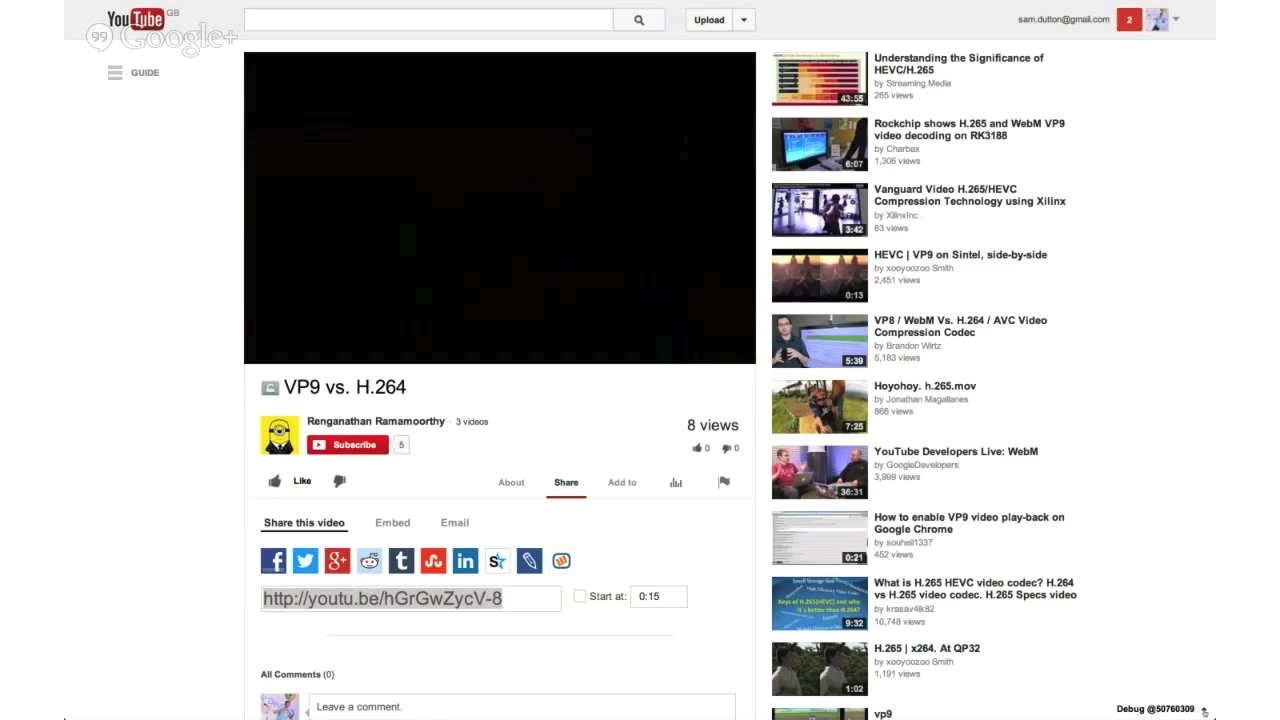 YouTube GB
Google+
Upload
sam.dutton@gmail.com
2
GUIDE
VP9 vs. H.264
Renganathan Ramamoorthy · 3 videos
Subscribe 5
8 views
0 0
Like
About
Share
Add to
Share this video
Embed
Email
http://youtu.be/hGrGwZycV-8
Start at: 0:15
All Comments (0)
Leave a comment.
43:55
Understanding the Significance of
HEVC/H.265
by Streaming Media
265 views
6:07
Rockchip shows H.265 and WebM VP9
video decoding on RK3188
by Charbax
1,306 views
3:42
Vanguard Video H.265/HEVC
Compression Technology using Xilinx
by XilinxInc .
83 views
0:13
HEVC | VP9 on Sintel, side-by-side
by xooyoozoo Smith
2,451 views
5:39
VP8 / WebM Vs. H.264 / AVC Video
Compression Codec
by Brandon Wirtz
5,183 views
7:25
Hoyohoy. h.265.mov
by Jonathan Magallanes
866 views
36:31
YouTube Developers Live: WebM
by GoogleDevelopers
3,999 views
0:21
How to enable VP9 video play-back on
Google Chrome
by souheil1337
452 views
9:32
What is H.265 HEVC video codec? H.264
vs H.265 video codec. H.265 Specs video
by krasav4ik82
10,748 views
1:02
H.265 | x264. At QP32
by xooyoozoo Smith
1,191 views
vp9
Debug @50760309